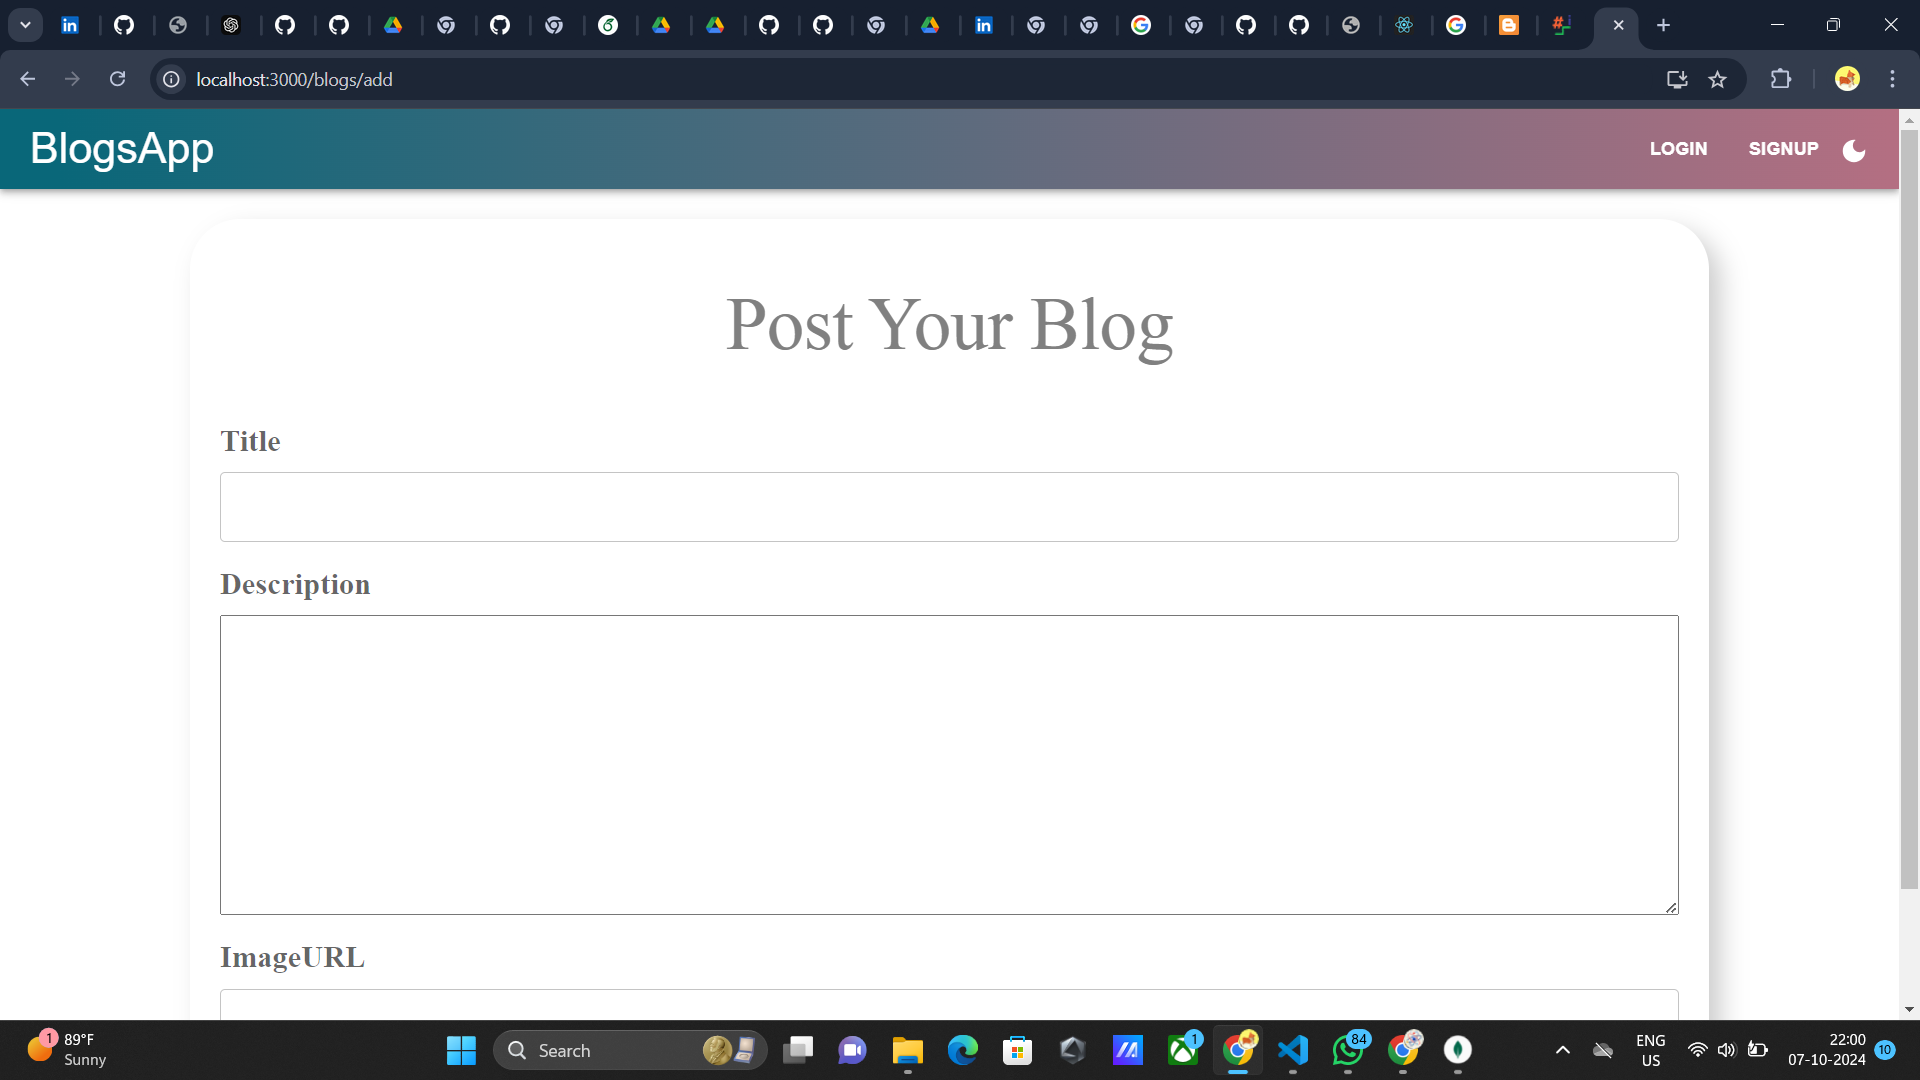 localhost:3000/blogs/add
BlogsApp
LOGIN
SIGNUP
Post Your Blog
Title
Description
ImageURL
1
89°F
Sunny
Search
1
84
ENG
US
22:00
07-10-2024
10